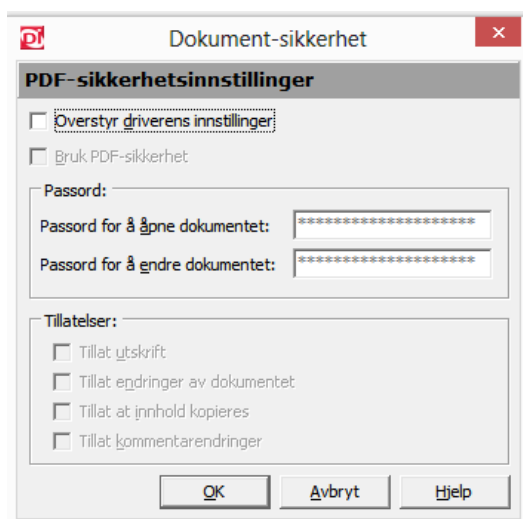 Dokument-sikkerhet
PDF-sikkerhetsinnstillinger
Overstyr driverens innstillinger
Bruk PDF-sikkerhet
Passord:
Passord for å åpne dokumentet: ********************
Passord for å endre dokumentet: ********************
Tillatelser:
Tillat utskrift
Tillat endringer av dokumentet
Tillat at innhold kopieres
Tillat kommentarendringer
OK Avbryt Hjelp